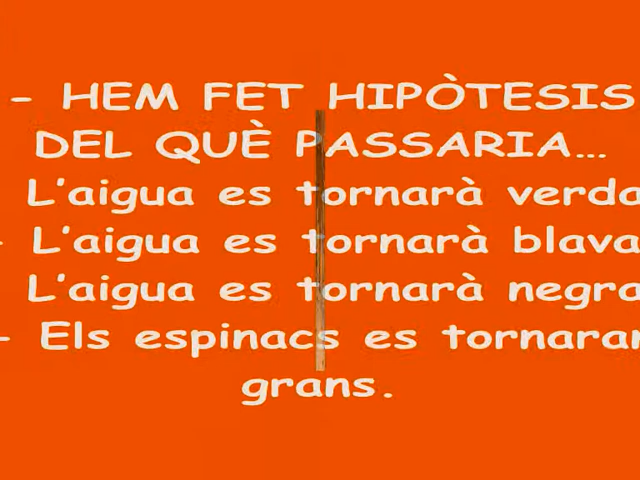 - HEM FET HIPÒTESIS
DEL QUÈ PASSARIA...
L'aigua es tornarà verda
- L'aigua es tornarà blava
L'aigua es tornarà negra
- Els espinacs es tornaran
grans.